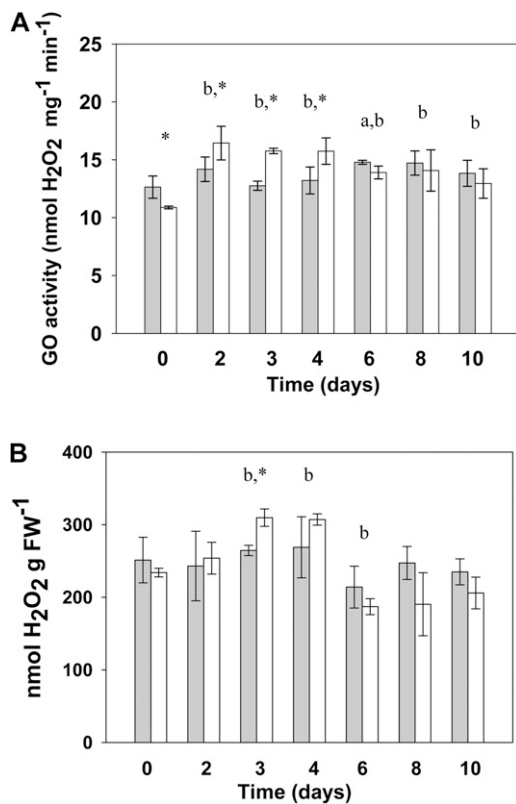 A
GO activity (nmol H₂O₂ mg⁻¹ min⁻¹)
25
20
15
10
5
0
*
b,*
b,*
b,*
a,b
b
b
0 2 3 4 6 8 10
Time (days)
B
nmol H₂O₂ g FW⁻¹
400
300
200
100
0
b,*
b
b
0 2 3 4 6 8 10
Time (days)